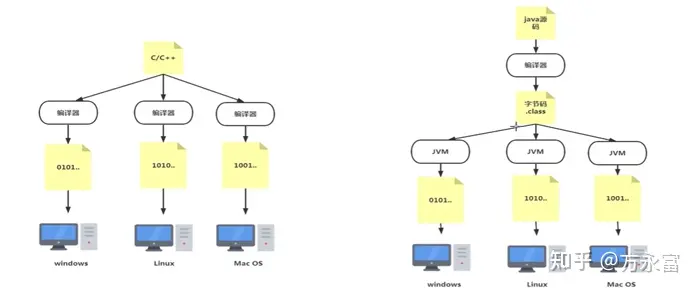 C/C++
编译器
编译器
编译器
0101..
1010..
1001..
windows
Linux
Mac OS
java源
码
编译器
字节码
.class
JVM
JVM
JVM
0101..
1010..
1001..
windows
Linux
Mac OS
知乎 @方永富